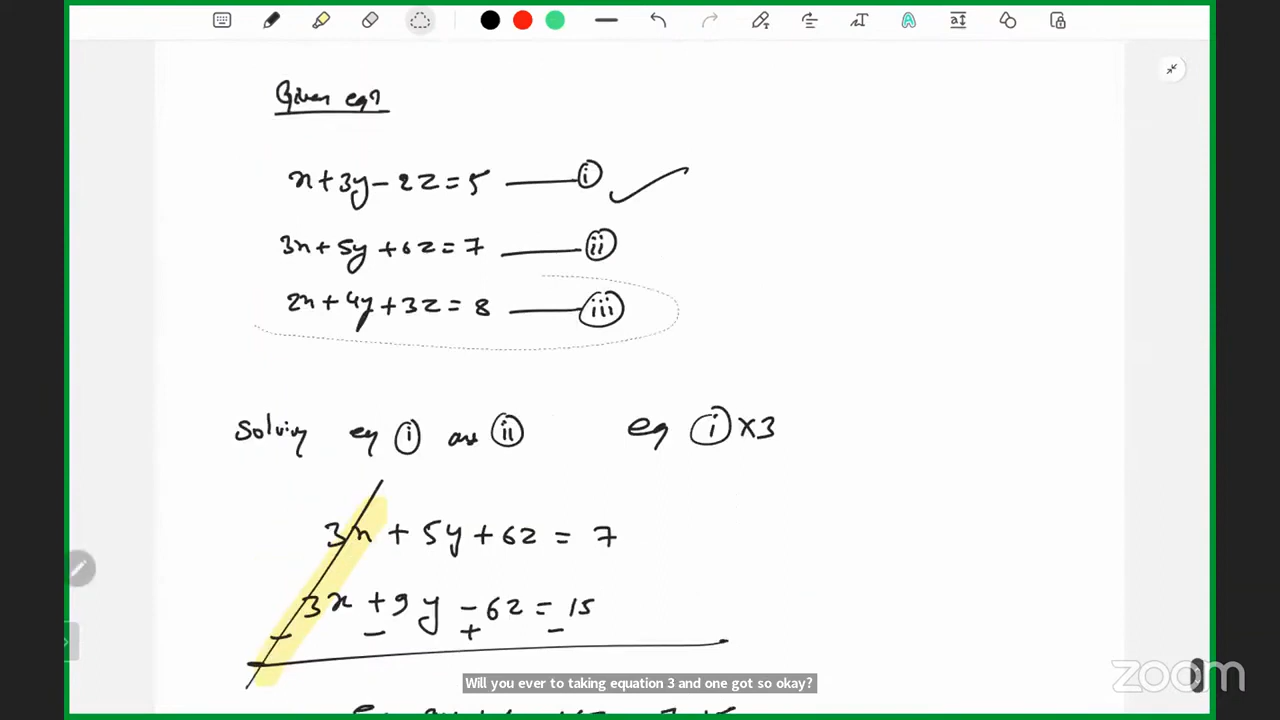 Given eqn
x+3y-2z=5 — i
3x+5y+6z=7 — ii
2x+4y+3z=8 — iii
Solving eq i and ii eq i ×3
3x + 5y + 6z = 7
3x + 9y - 6z = 15
- - + -
zoom
Will you ever to taking equation 3 and one got so okay?